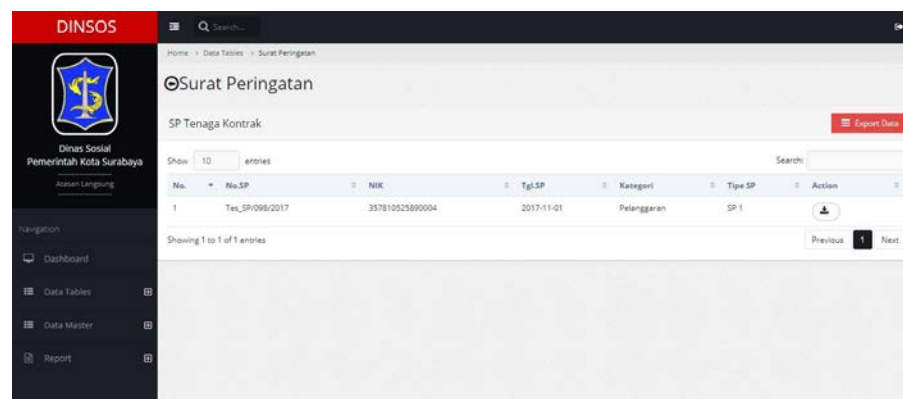 DINSOS
Search...
Home > Data Tables > Surat Peringatan
Surat Peringatan
SP Tenaga Kontrak
Export Data
Dinas Sosial
Pemerintah Kota Surabaya
Atasan Langsung
Show 10 entries
Search:
No. No.SP NIK Tgl.SP Kategori Tipe SP Action
1 Tes_SP/098/2017 357810525890004 2017-11-01 Pelanggaran SP 1
Showing 1 to 1 of 1 entries
Previous 1 Next
Navigation
Dashboard
Data Tables
Data Master
Report